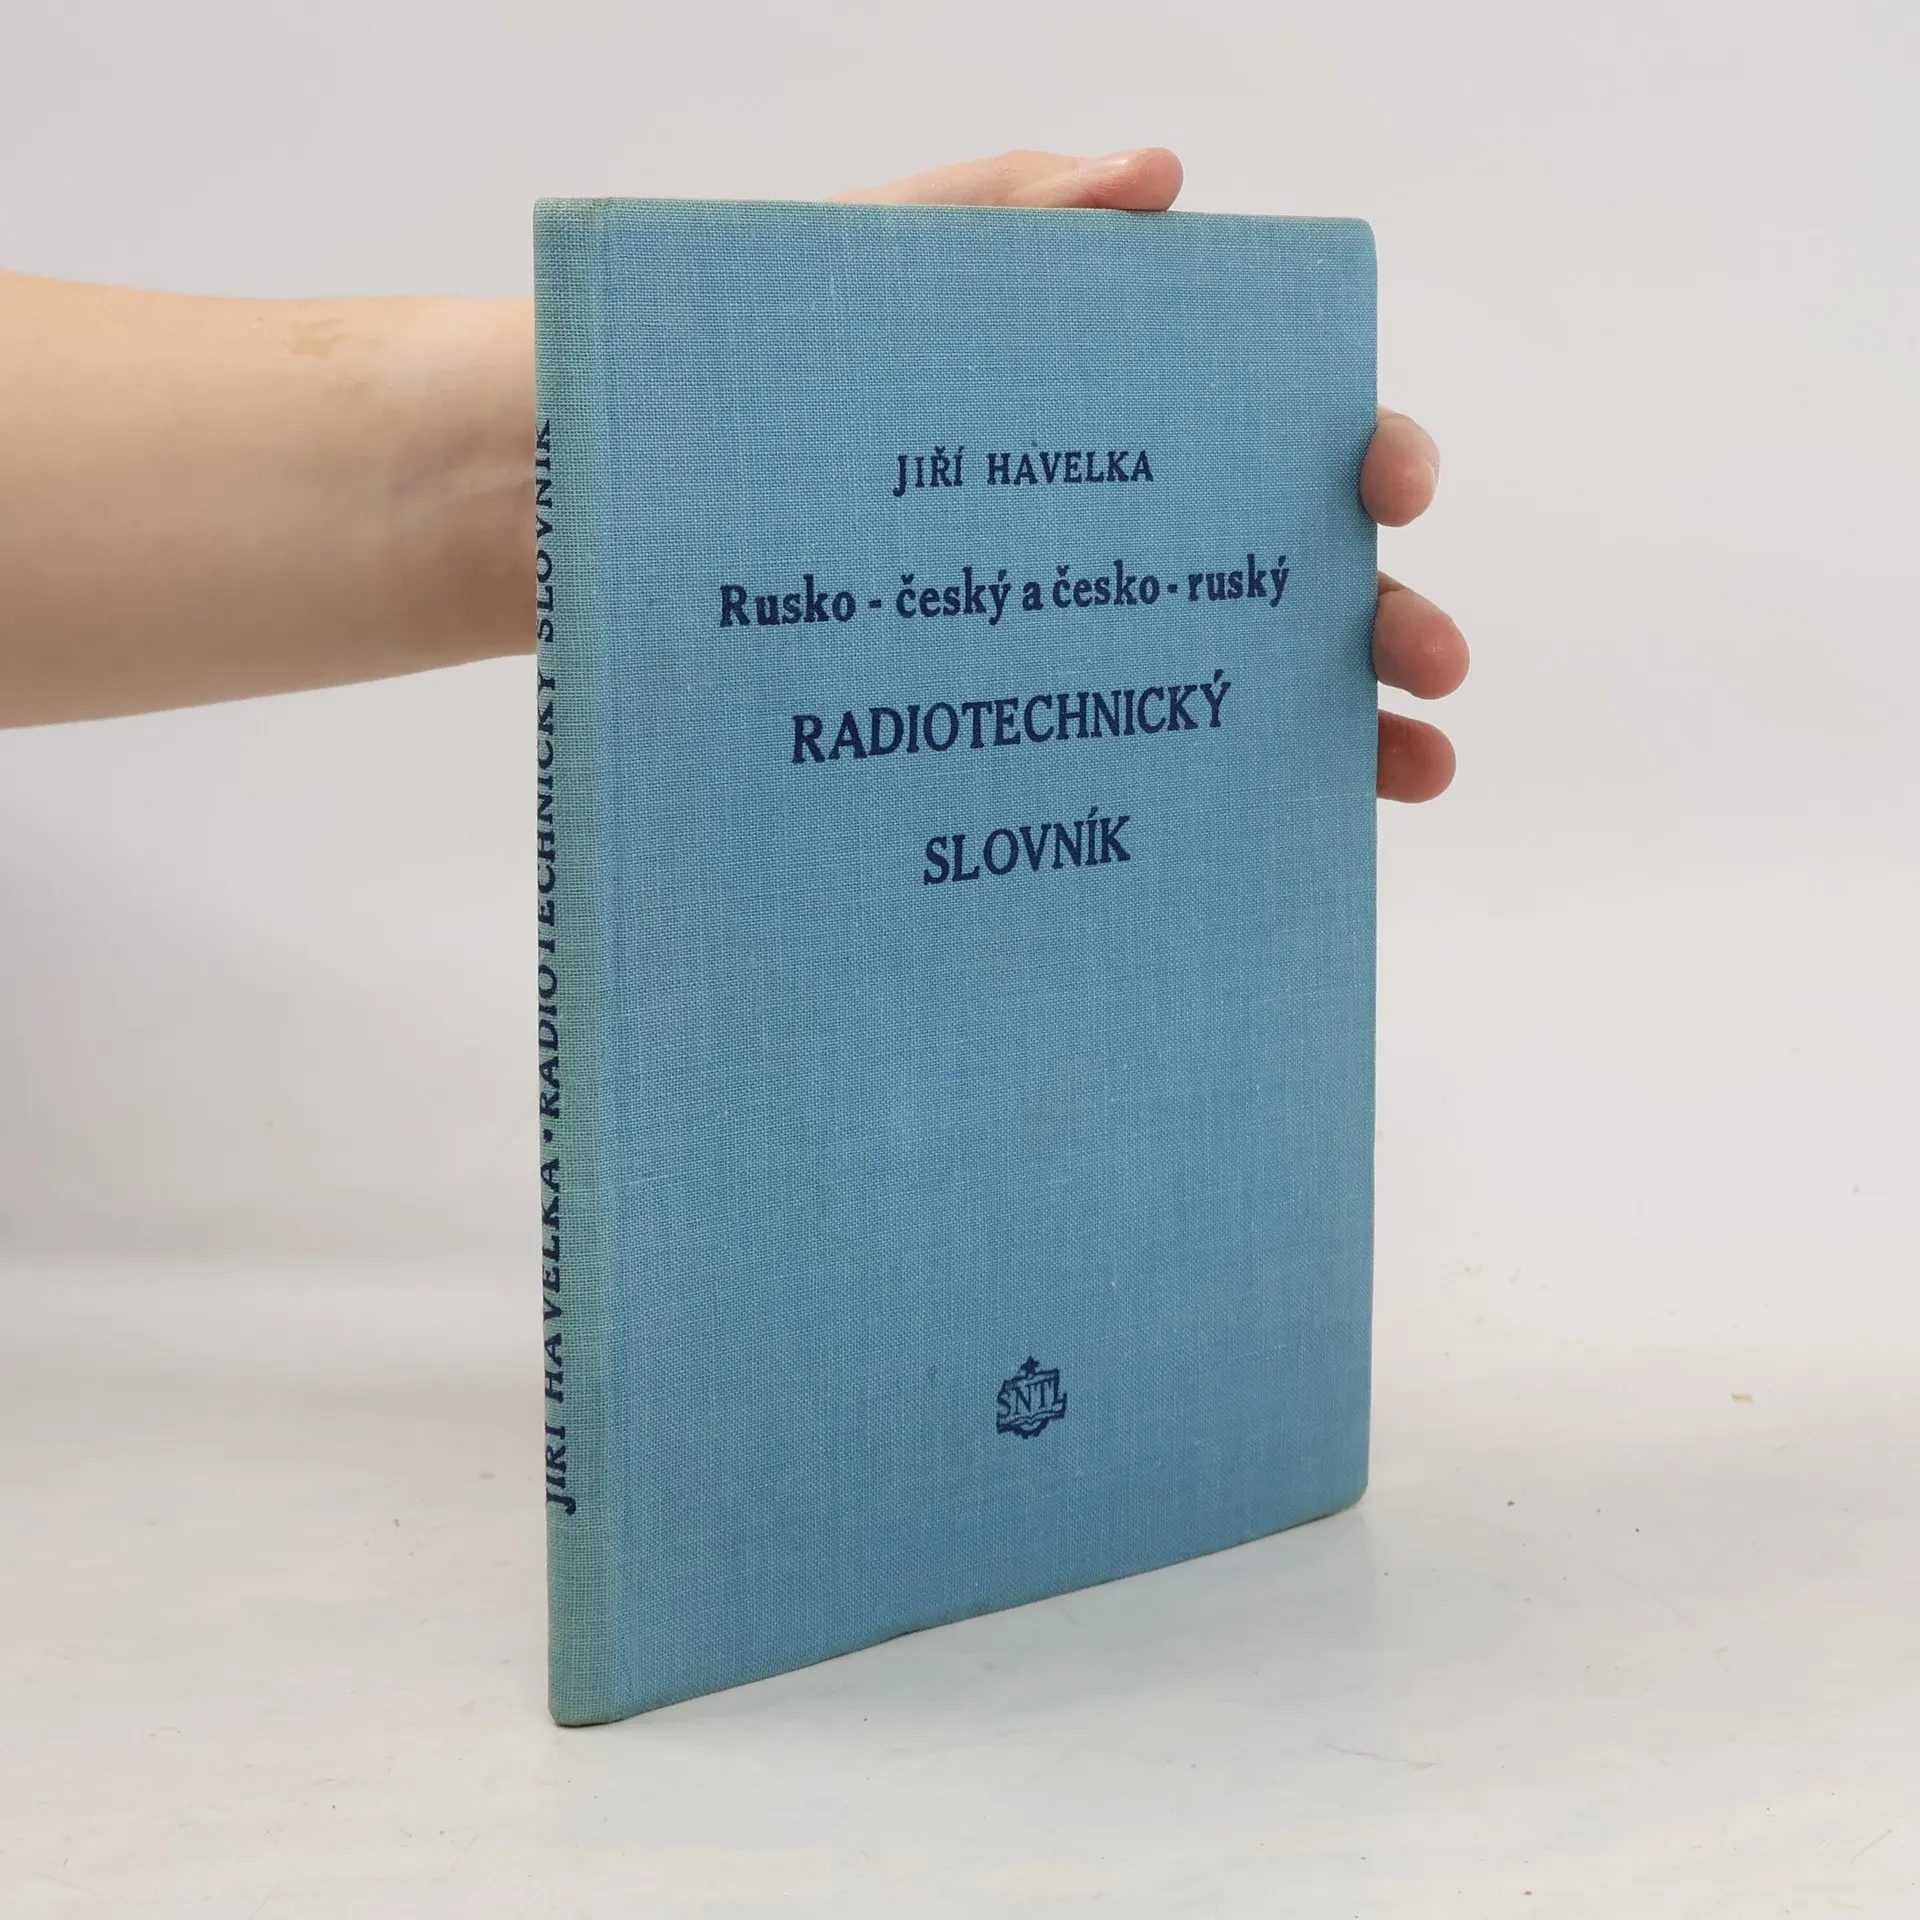 JIŘÍ HAVELKA
Rusko - český a česko - ruský
RADIOTECHNICKÝ
SLOVNÍK
SNTL
JIŘÍ HAVELKA · RADIOTECHNICKÝ SLOVNÍK